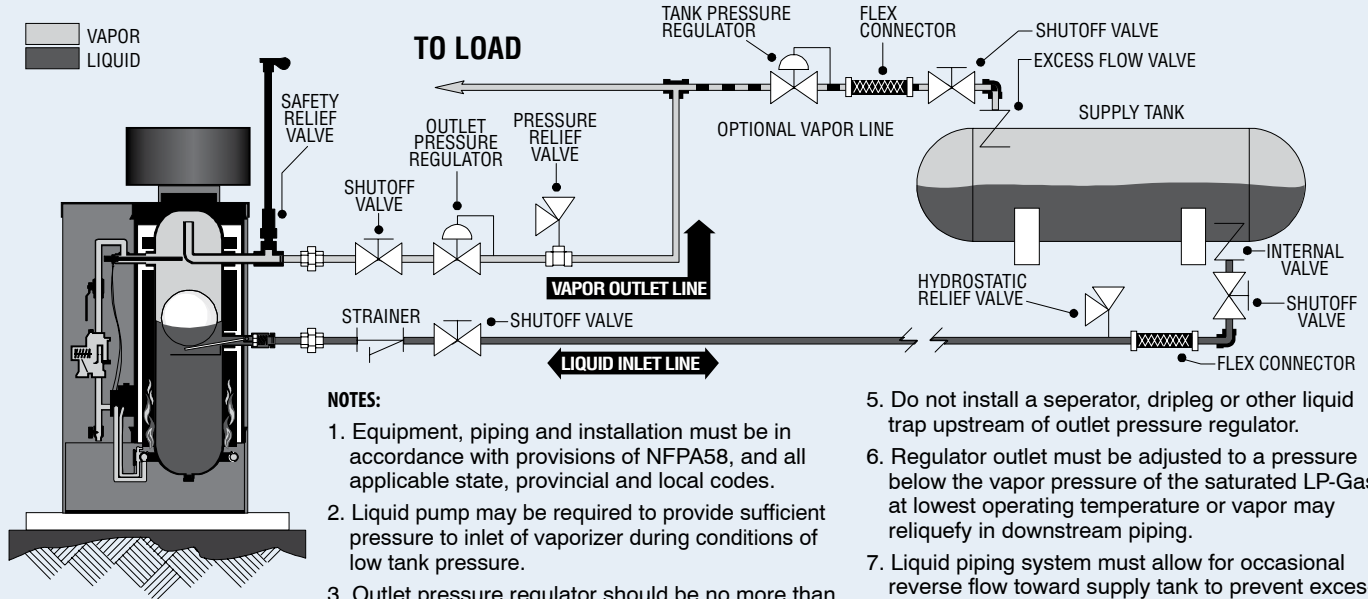 VAPOR
LIQUID
TO LOAD
TANK PRESSURE
REGULATOR
FLEX
CONNECTOR
SHUTOFF VALVE
EXCESS FLOW VALVE
SAFETY
RELIEF
VALVE
OUTLET
PRESSURE
REGULATOR
PRESSURE
RELIEF
VALVE
OPTIONAL VAPOR LINE
SUPPLY TANK
SHUTOFF
VALVE
VAPOR OUTLET LINE
INTERNAL
VALVE
HYDROSTATIC
RELIEF VALVE
SHUTOFF
VALVE
STRAINER
SHUTOFF VALVE
LIQUID INLET LINE
FLEX CONNECTOR
NOTES:
1. Equipment, piping and installation must be in
accordance with provisions of NFPA58, and all
applicable state, provincial and local codes.
2. Liquid pump may be required to provide sufficient
pressure to inlet of vaporizer during conditions of
low tank pressure.
3. Outlet pressure regulator should be no more than
5. Do not install a seperator, dripleg or other liquid
trap upstream of outlet pressure regulator.
6. Regulator outlet must be adjusted to a pressure
below the vapor pressure of the saturated LP-Gas
at lowest operating temperature or vapor may
reliquefy in downstream piping.
7. Liquid piping system must allow for occasional
reverse flow toward supply tank to prevent exces